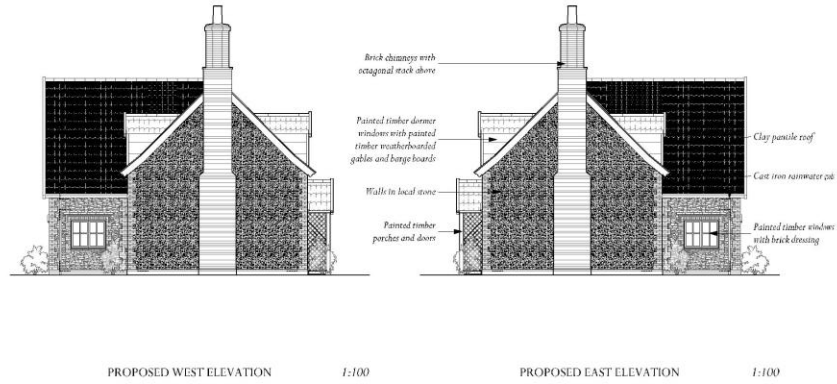 Brick chimneys with
octagonal stack above
Painted timber dormer
windows with painted
timber weatherboarded
gables and barge boards
Walls in local stone
Painted timber
porches and doors
Clay pantile roof
Cast iron rainwater
Painted timber windows
with brick dressing
PROPOSED WEST ELEVATION 1:100
PROPOSED EAST ELEVATION 1:100